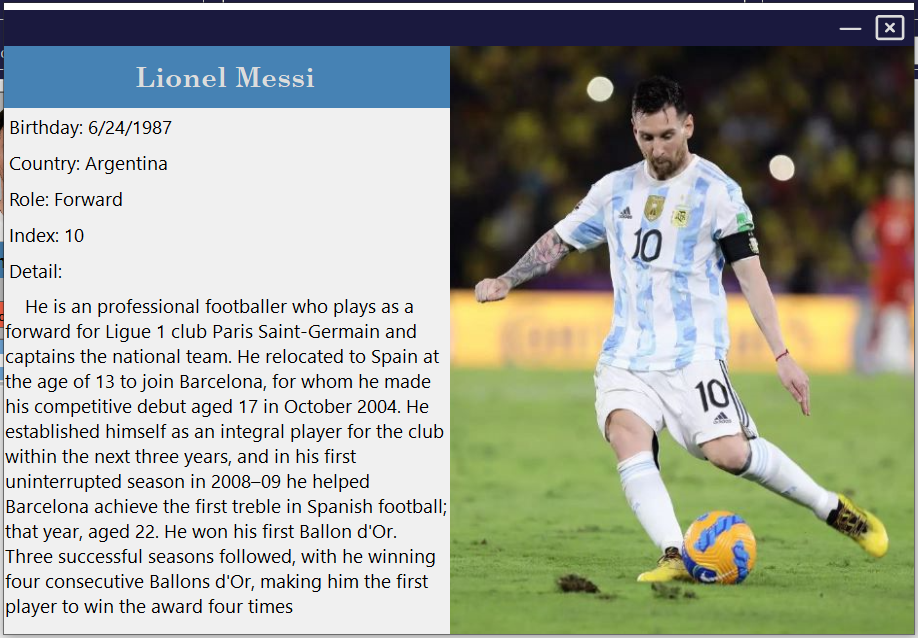 Lionel Messi
Birthday: 6/24/1987
Country: Argentina
Role: Forward
Index: 10
Detail:
He is an professional footballer who plays as a
forward for Ligue 1 club Paris Saint-Germain and
captains the national team. He relocated to Spain at
the age of 13 to join Barcelona, for whom he made
his competitive debut aged 17 in October 2004. He
established himself as an integral player for the club
within the next three years, and in his first
uninterrupted season in 2008–09 he helped
Barcelona achieve the first treble in Spanish football;
that year, aged 22. He won his first Ballon d'Or.
Three successful seasons followed, with he winning
four consecutive Ballons d'Or, making him the first
player to win the award four times
10
10